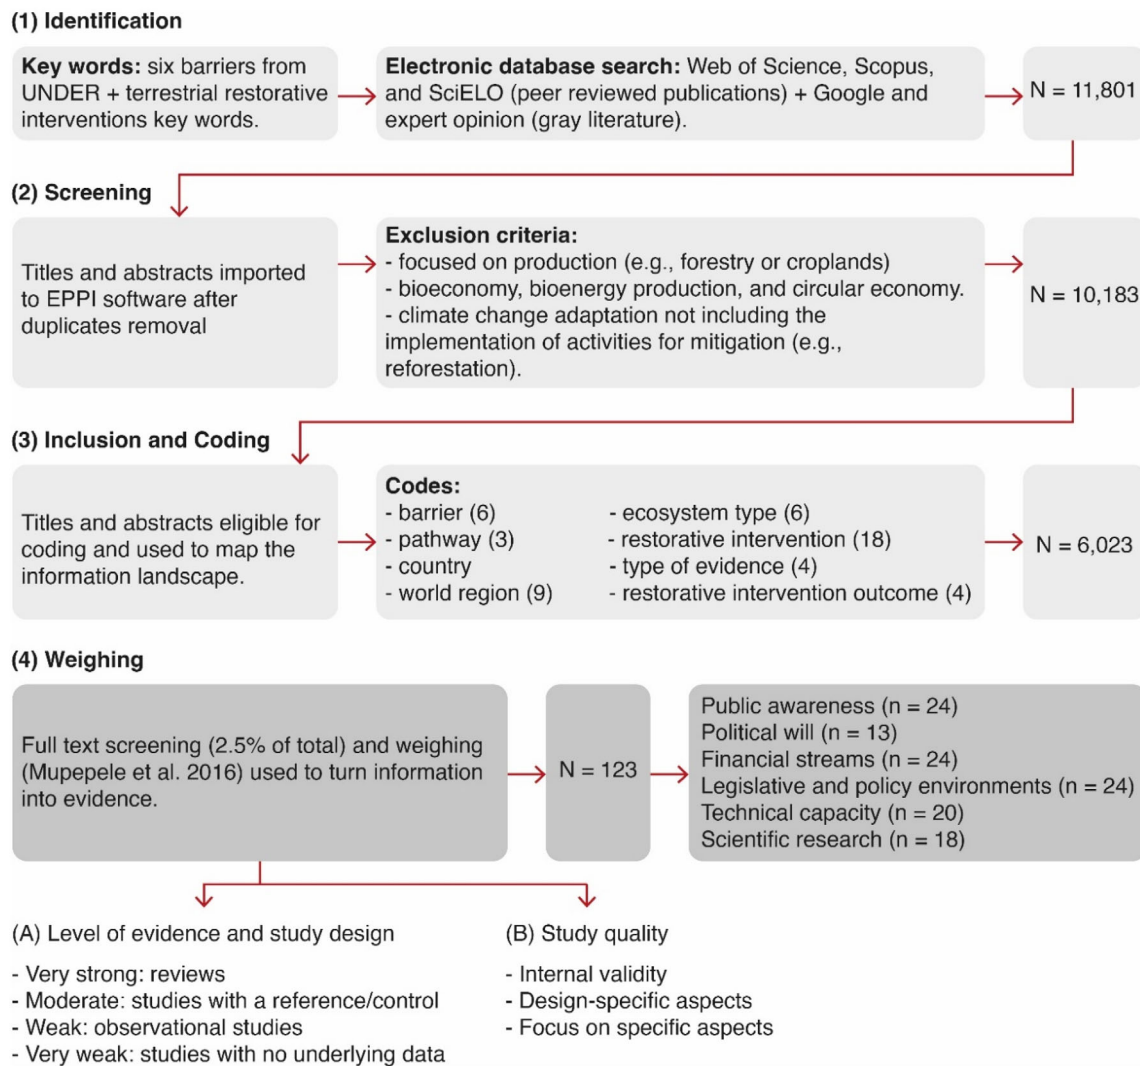 (1) Identification
Key words: six barriers from
UNDER + terrestrial restorative
interventions key words.
Electronic database search: Web of Science, Scopus,
and SciELO (peer reviewed publications) + Google and
expert opinion (gray literature).
N = 11,801
(2) Screening
Titles and abstracts imported
to EPPI software after
duplicates removal
Exclusion criteria:
- focused on production (e.g., forestry or croplands)
- bioeconomy, bioenergy production, and circular economy.
- climate change adaptation not including the
implementation of activities for mitigation (e.g.,
reforestation).
N = 10,183
(3) Inclusion and Coding
Titles and abstracts eligible for
coding and used to map the
information landscape.
Codes:
- barrier (6)
- pathway (3)
- country
- world region (9)
- ecosystem type (6)
- restorative intervention (18)
- type of evidence (4)
- restorative intervention outcome (4)
N = 6,023
(4) Weighing
Full text screening (2.5% of total) and weighing
(Mupepele et al. 2016) used to turn information
into evidence.
N = 123
Public awareness (n = 24)
Political will (n = 13)
Financial streams (n = 24)
Legislative and policy environments (n = 24)
Technical capacity (n = 20)
Scientific research (n = 18)
(A) Level of evidence and study design
- Very strong: reviews
- Moderate: studies with a reference/control
- Weak: observational studies
- Very weak: studies with no underlying data
(B) Study quality
- Internal validity
- Design-specific aspects
- Focus on specific aspects